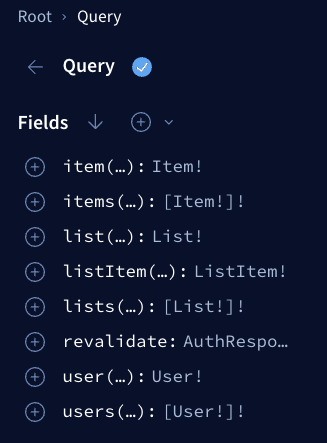 Root › Query
Query
Fields
item(…): Item!
items(…): [Item!]!
list(…): List!
listItem(…): ListItem!
lists(…): [List!]!
revalidate: AuthRespo…
user(…): User!
users(…): [User!]!